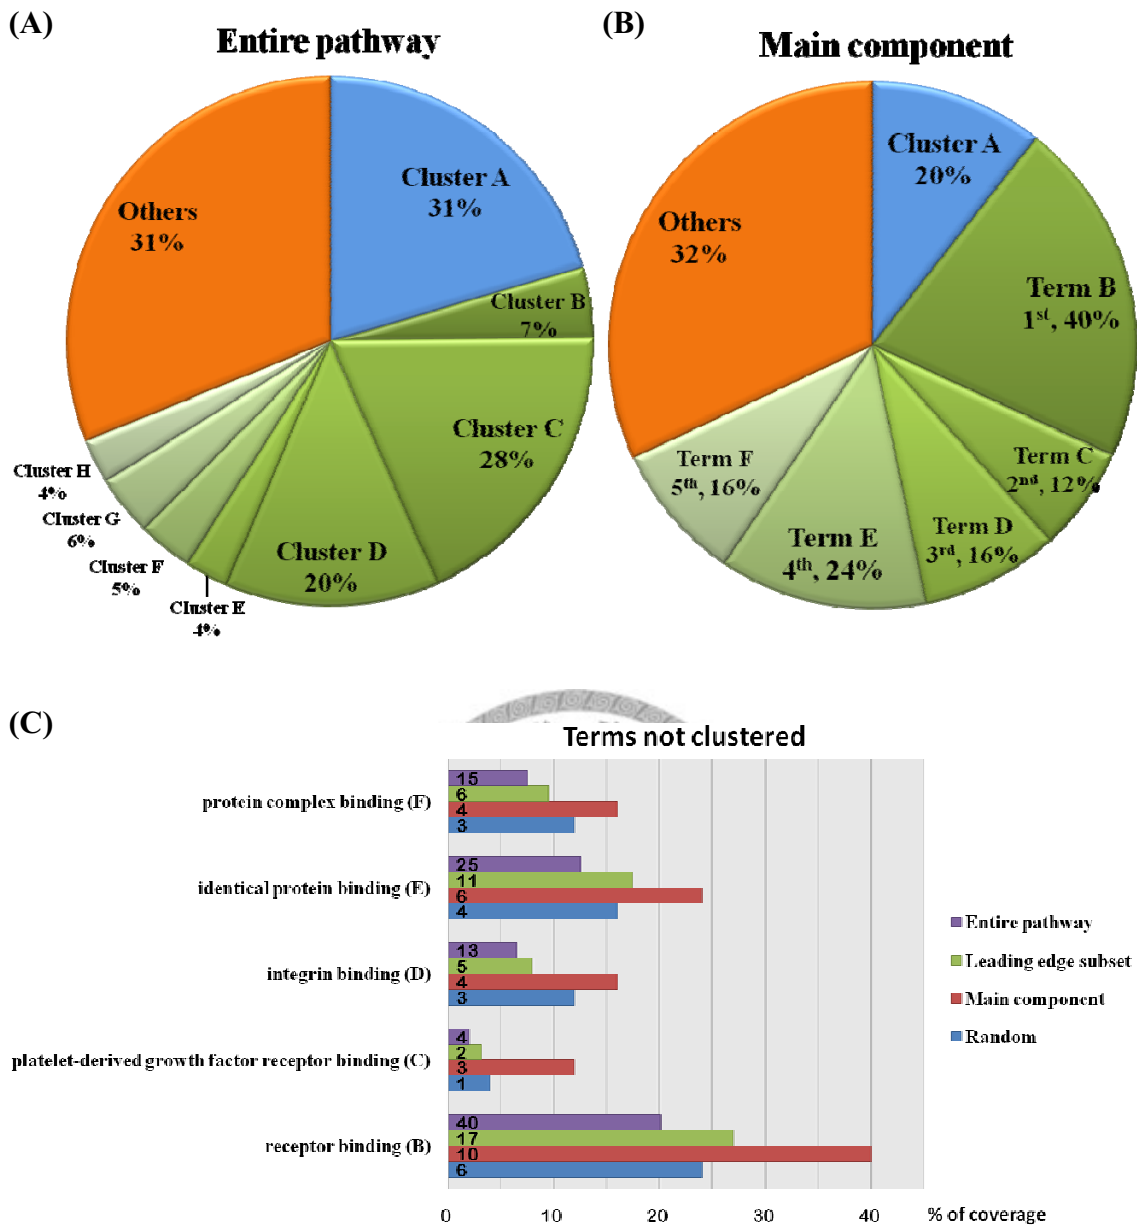 (A)
Entire pathway
Cluster A
31%
Cluster B
7%
Cluster C
28%
Cluster D
20%
Cluster E
4%
Cluster F
5%
Cluster G
6%
Cluster H
4%
Others
31%
(B)
Main component
Cluster A
20%
Term B
1st, 40%
Term C
2nd, 12%
Term D
3rd, 16%
Term E
4th, 24%
Term F
5th, 16%
Others
32%
(C)
Terms not clustered
protein complex binding (F)
15
6
4
3
identical protein binding (E)
25
11
6
4
integrin binding (D)
13
5
4
3
platelet-derived growth factor receptor binding (C)
4
2
3
1
receptor binding (B)
40
17
10
6
0 10 20 30 40 % of coverage
Entire pathway
Leading edge subset
Main component
Random